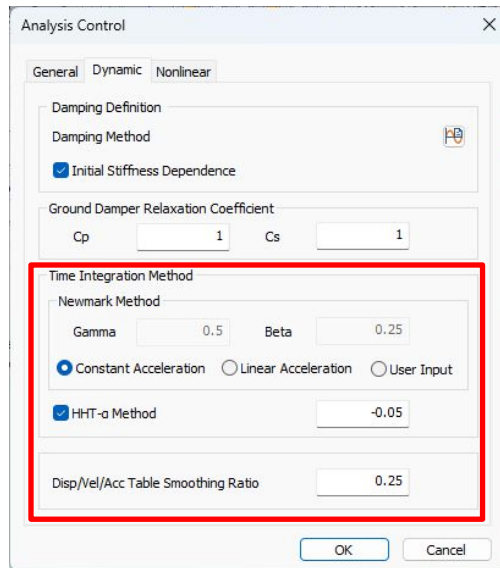 Analysis Control
General Dynamic Nonlinear
Damping Definition
Damping Method
Initial Stiffness Dependence
Ground Damper Relaxation Coefficient
Cp 1 Cs 1
Time Integration Method
Newmark Method
Gamma 0.5 Beta 0.25
Constant Acceleration Linear Acceleration User Input
HHT-α Method -0.05
Disp/Vel/Acc Table Smoothing Ratio 0.25
OK Cancel